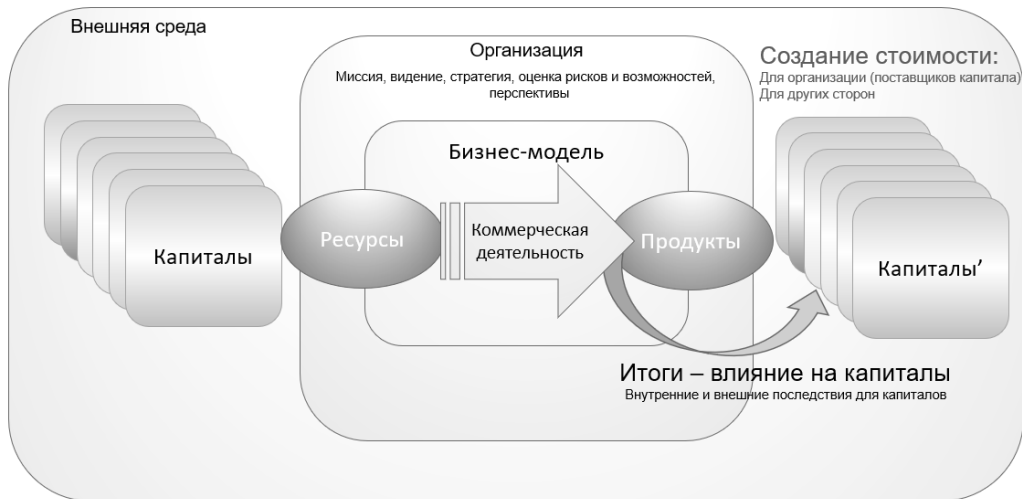 Внешняя среда
Организация
Миссия, видение, стратегия, оценка рисков и возможностей,
перспективы
Создание стоимости:
Для организации (поставщиков капитала)
Для других сторон
Бизнес-модель
Капиталы
Ресурсы
Коммерческая
деятельность
Продукты
Капиталы’
Итоги – влияние на капиталы
Внутренние и внешние последствия для капиталов